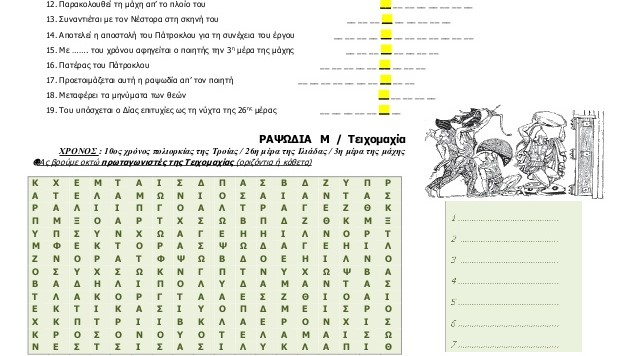 12. Παρακολουθεί τη μάχη απ' το πλοίο του
13. Συναντιέται με τον Νέστορα στη σκηνή του
14. Αποτελεί η αποστολή του Πάτροκλου για τη συνέχεια του έργου
15. Με ....... του χρόνου αφηγείται ο ποιητής την 3η μέρα της μάχης
16. Πατέρας του Πάτροκλου
17. Προετοιμάζεται αυτή η ραψωδία απ' τον ποιητή
18. Μεταφέρει τα μηνύματα των θεών
19. Του υπόσχεται ο Δίας επιτυχίες ως τη νύχτα της 26ης μέρας
ΡΑΨΩΔΙΑ Μ / Τειχομαχία
ΧΡΟΝΟΣ : 10ος χρόνος πολιορκίας της Τροίας / 26η μέρα της Ιλιάδας / 3η μέρα της μάχης
Ας βρούμε οκτώ πρωταγωνιστές της Τειχομαχίας (οριζόντια ή κάθετα)
Κ Χ Ε Μ Τ Α Ι Σ Δ Π Α Σ Β Δ Ζ Υ Π Ρ
Α Τ Ε Λ Α Μ Ω Ν Ι Ο Σ Α Ι Α Ν Τ Α Σ
Ρ Α Λ Ι Π Γ Ο Α Λ Τ Ρ Α Γ Ε Ζ Θ Κ
Π Μ Ξ Ο Α Ρ Τ Χ Σ Ω Β Π Δ Ζ Θ Κ Μ Ξ
Υ Π Σ Υ Ν Χ Ω Α Γ Ε Η Η Ι Λ Ν Ο Ρ Τ
Μ Φ Ε Κ Τ Ο Ρ Α Σ Ψ Ω Δ Α Γ Ε Η Ι Λ
Ζ Ν Ο Ρ Α Τ Φ Ψ Ω Β Δ Ο Ε Η Ι Λ Ν Ο
Ο Σ Υ Χ Σ Ω Κ Ν Γ Π Τ Ν Υ Χ Ω Ψ Β Α
Β Α Δ Η Λ Ι Π Ο Λ Υ Δ Α Μ Α Ν Τ Α Σ
Τ Λ Α Κ Ο Ρ Γ Τ Α Α Ε Σ Ζ Θ Ι Ο Α Ι
Ε Κ Τ Ι Κ Α Σ Ι Υ Ο Π Δ Μ Ε Ι Σ Ρ Ο
Χ Κ Π Τ Ρ Ι Ι Β Κ Λ Α Ε Ρ Ο Ν Χ Ι Σ
Κ Ρ Ο Σ Ο Ν Ο Υ Ο Τ Ε Λ Α Μ Α Ι Σ Ω
Ν Ε Σ Τ Σ Ι Σ Α Σ Ι Λ Υ Κ Λ Α Π Ι Θ
1 ........................................
2 ........................................
3 ........................................
4. ........................................
5. ........................................
6. ........................................
7. ........................................